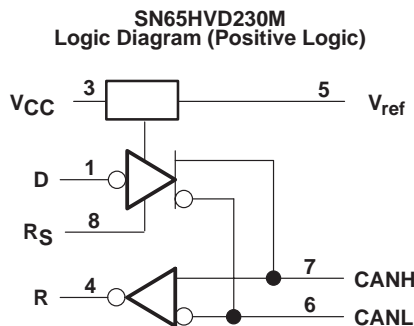 SN65HVD230M
Logic Diagram (Positive Logic)
VCC 3 5 Vref
D 1
RS 8
R 4 7 CANH
6 CANL